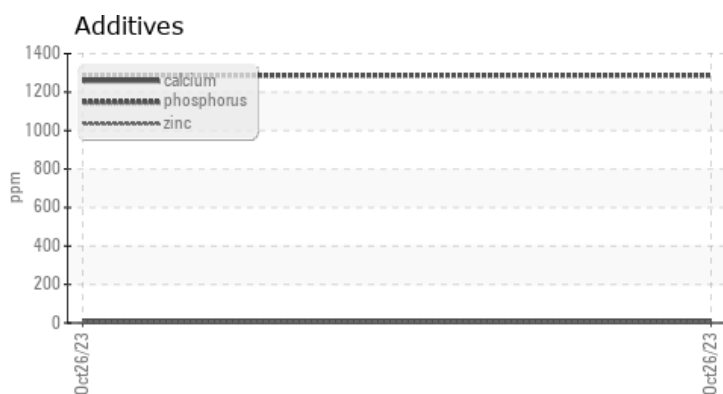 Additives
1400
1200
1000
800
600
400
200
0
ppm
calcium
phosphorus
zinc
Oct26/23
Oct26/23